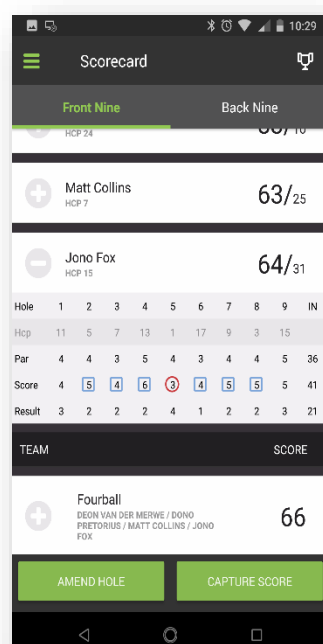 10:29
Scorecard
Front Nine Back Nine
HCP 24
Matt Collins 63/25
HCP 7
Jono Fox 64/31
HCP 15
Hole 1 2 3 4 5 6 7 8 9 IN
Hcp 11 5 7 13 1 17 9 3 15
Par 4 4 3 5 4 3 4 4 5 36
Score 4 5 4 6 3 4 5 5 5 41
Result 3 2 2 2 4 1 2 2 3 21
TEAM SCORE
Fourball 66
DEON VAN DER MERWE / DONO
PRETORIUS / MATT COLLINS / JONO
FOX
AMEND HOLE CAPTURE SCORE